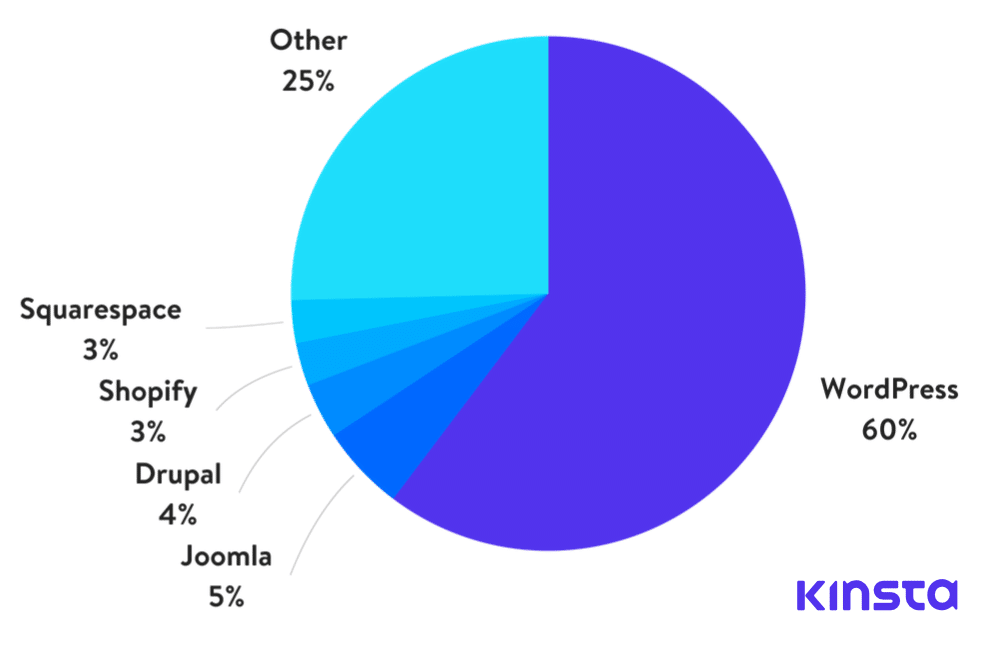 Other
25%
Squarespace
3%
Shopify
3%
Drupal
4%
Joomla
5%
WordPress
60%
Kinsta